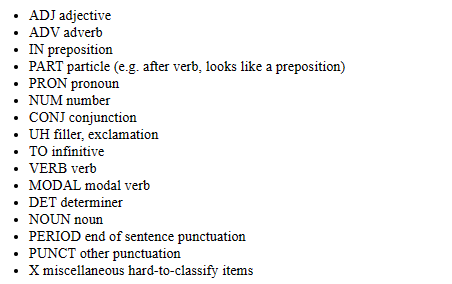 • ADJ adjective
• ADV adverb
• IN preposition
• PART particle (e.g. after verb, looks like a preposition)
• PRON pronoun
• NUM number
• CONJ conjunction
• UH filler, exclamation
• TO infinitive
• VERB verb
• MODAL modal verb
• DET determiner
• NOUN noun
• PERIOD end of sentence punctuation
• PUNCT other punctuation
• X miscellaneous hard-to-classify items